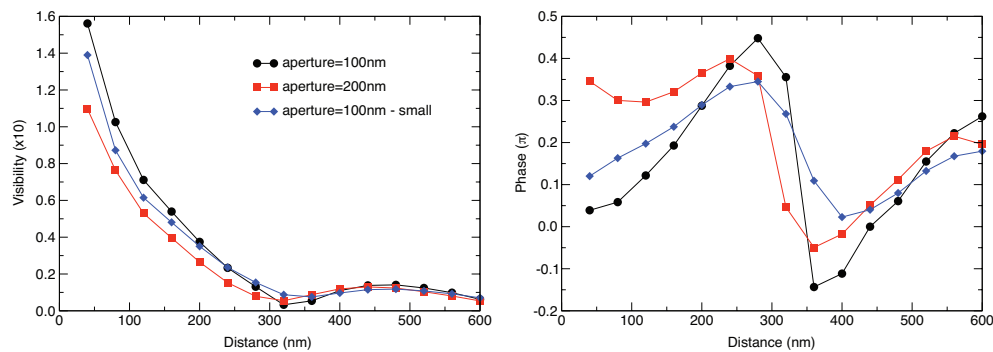 1.6
1.4
1.2
1.0
0.8
0.6
0.4
0.2
0.0
Visibility (x10)
0 100 200 300 400 500 600
Distance (nm)
aperture=100nm
aperture=200nm
aperture=100nm - small
0.5
0.4
0.3
0.2
0.1
0.0
-0.1
-0.2
Phase (π)
0 100 200 300 400 500 600
Distance (nm)